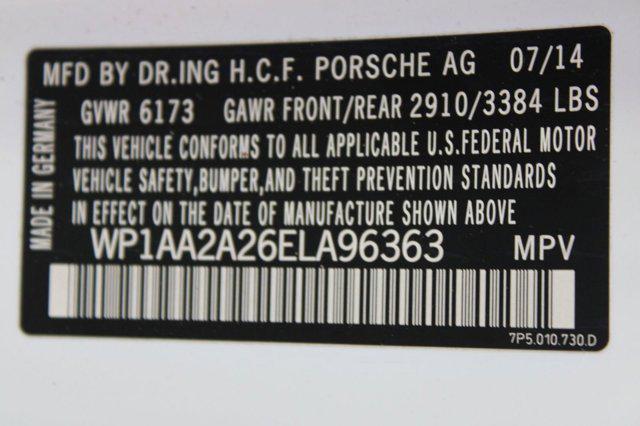 MFD BY DR.ING H.C.F. PORSCHE AG 07/14
GVWR 6173 GAWR FRONT/REAR 2910/3384 LBS
THIS VEHICLE CONFORMS TO ALL APPLICABLE U.S.FEDERAL MOTOR
VEHICLE SAFETY,BUMPER,AND THEFT PREVENTION STANDARDS
IN EFFECT ON THE DATE OF MANUFACTURE SHOWN ABOVE
MADE IN GERMANY
WP1AA2A26ELA96363 MPV
7P5.010.730.D